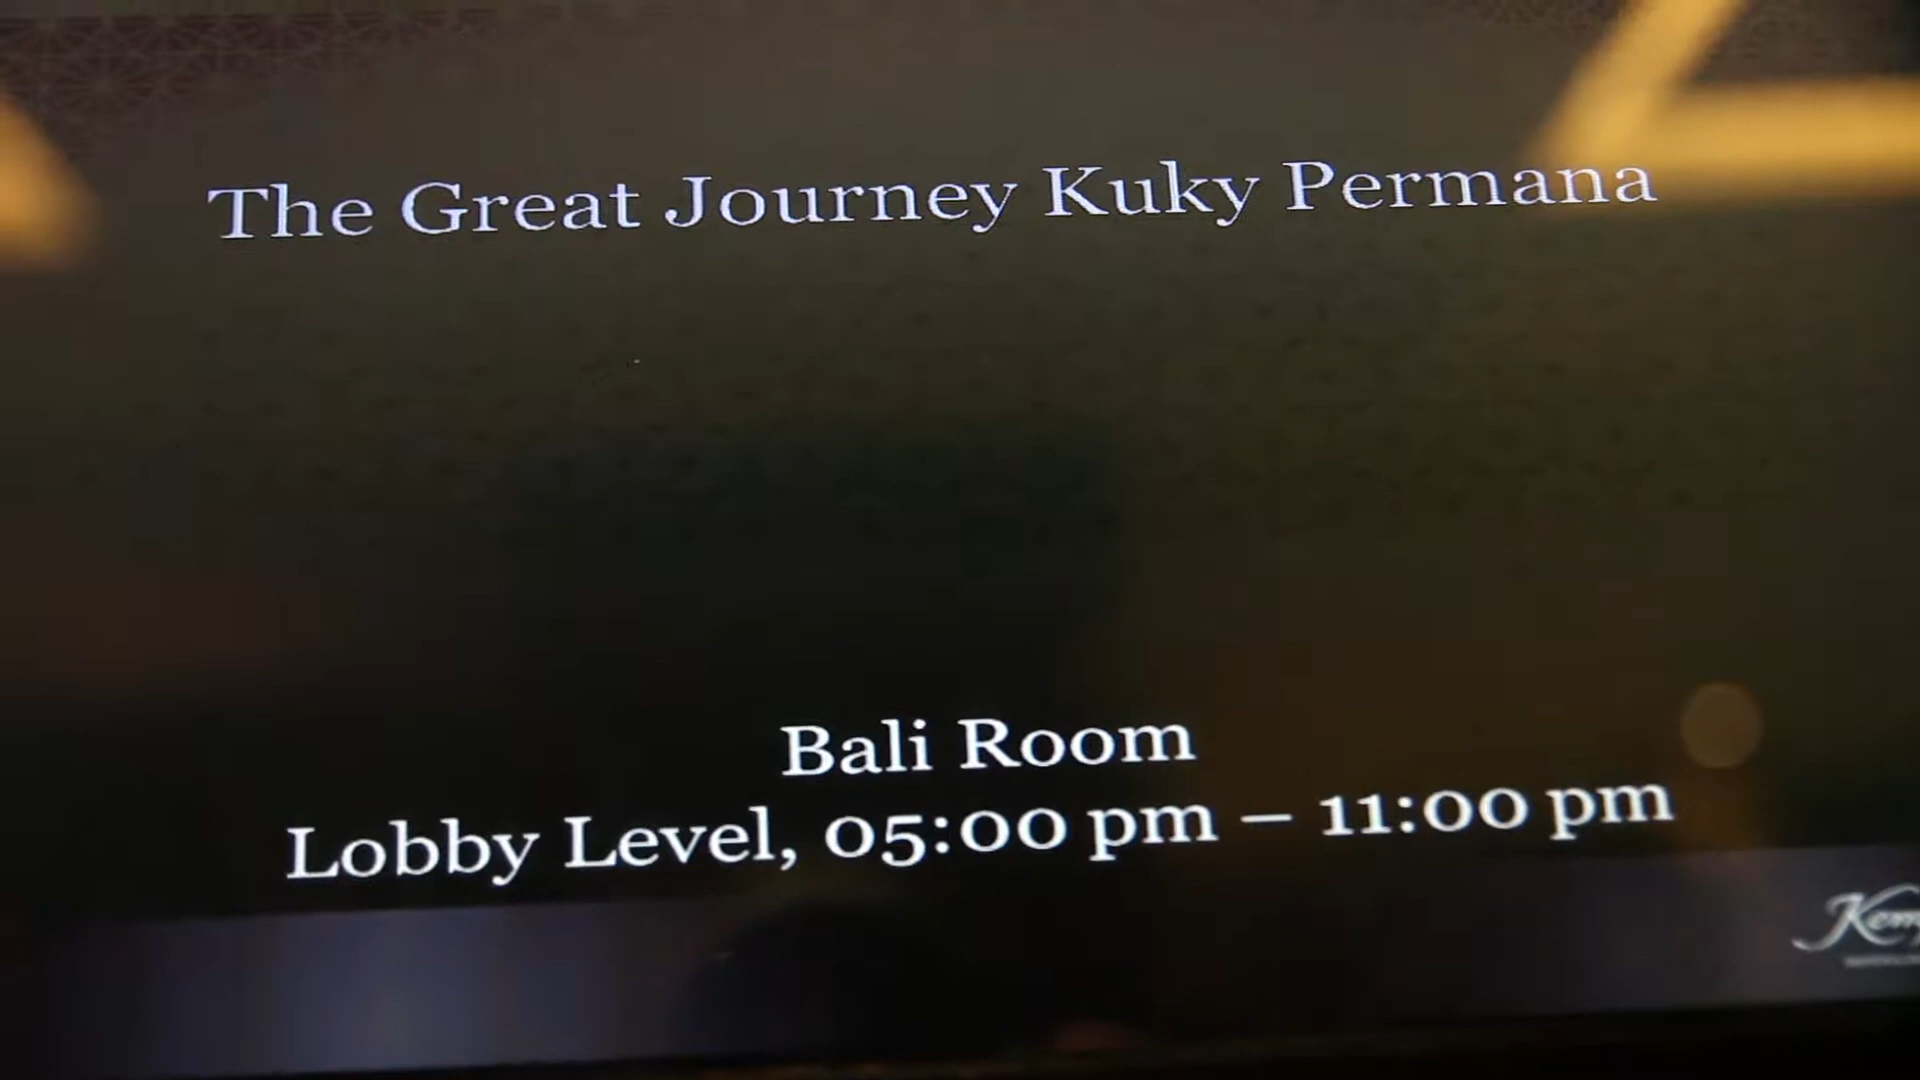 The Great Journey Kuky Permana
Bali Room
Lobby Level, 05:00 pm – 11:00 pm